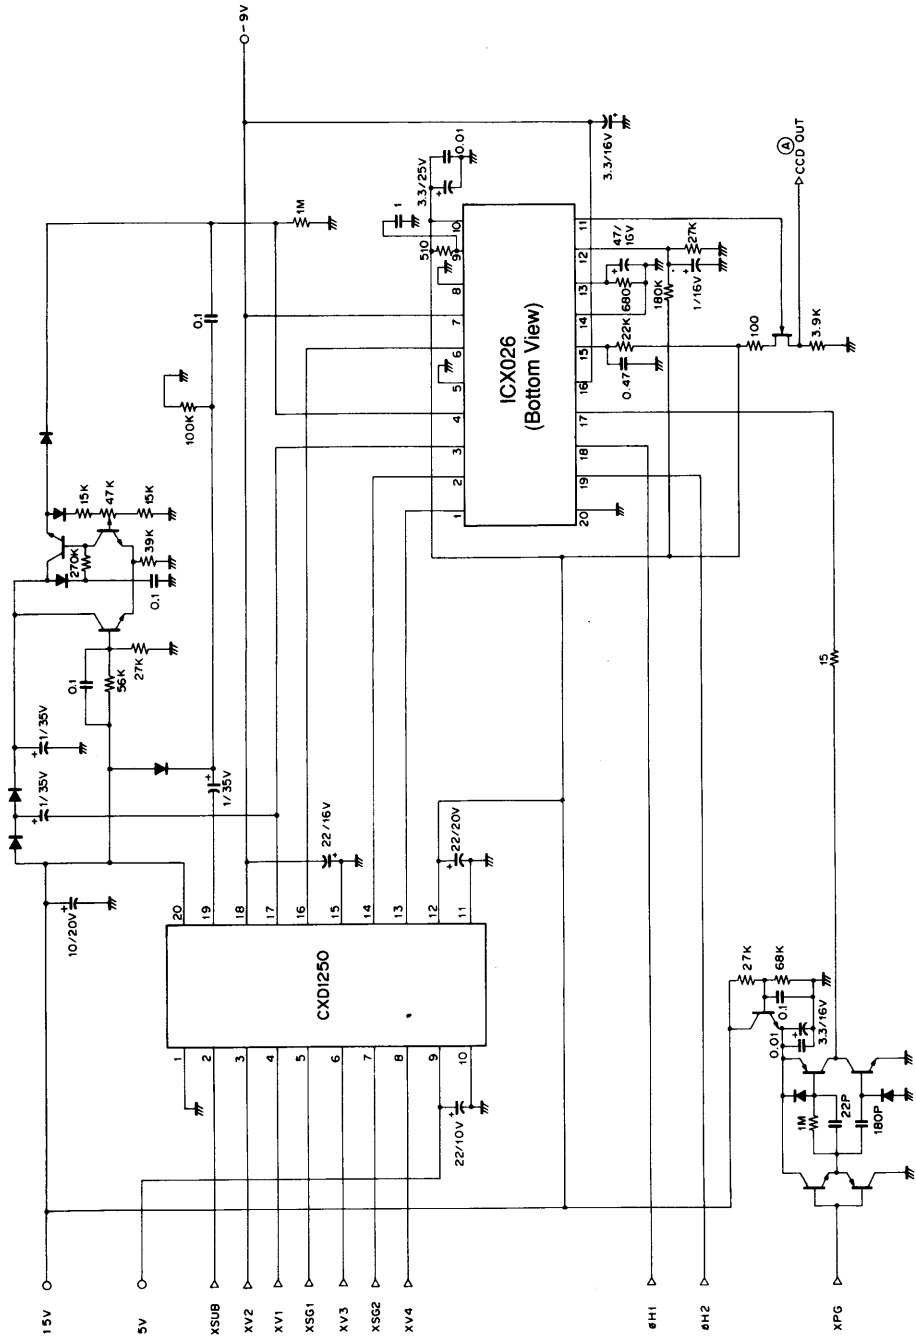 -9V
Ⓐ
CCD OUT
3.3/16V
+
0.01
3.3/25V
+
1
510
1M
0.1
100K
ICX026
(Bottom View)
10
9
8
7
6
5
4
3
2
1
11
12
13
14
15
16
17
18
19
20
47/
16V
+
680
27K
1/16V
+
180K
22K
0.47
100
3.9K
15K
47K
15K
270K
39K
0.1
0.1
56K
27K
1/35V
+
1/35V
+
1/35V
+
22/16V
+
22/20V
+
10/20V
+
15
CXD1250
20
19
18
17
16
15
14
13
12
11
1
2
3
4
5
6
7
8
9
10
22/10V
+
27K
68K
0.1
0.01
3.3/16V
+
22P
1M
180P
15V
5V
XSUB
XV2
XV1
XSG1
XV3
XSG2
XV4
øH1
øH2
XPG